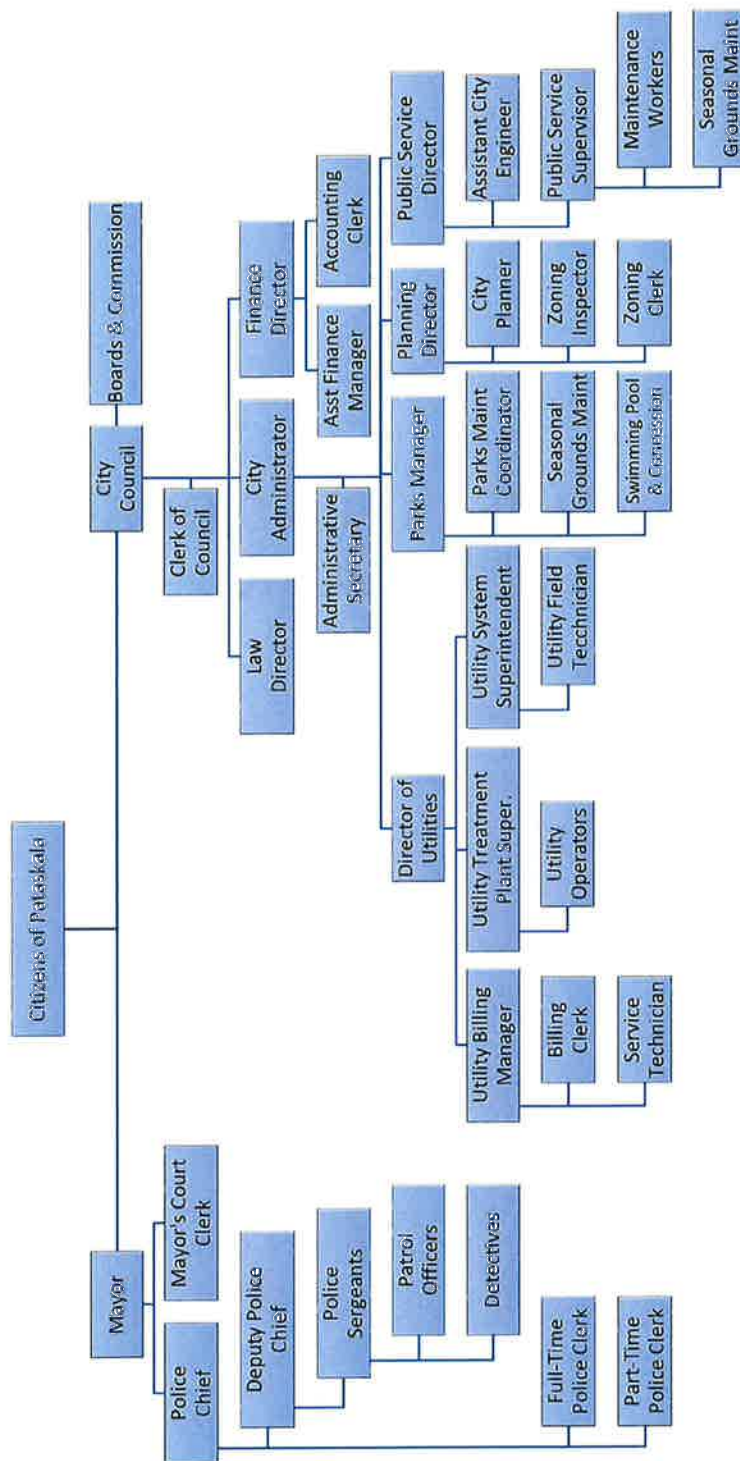 Citizens of Pataskala
Mayor
City
Council
Boards & Commission
Police
Chief
Mayor's Court
Clerk
Clerk of
Council
Deputy Police
Chief
Law
Director
City
Administrator
Finance
Director
Police
Sergeants
Administrative
Secretary
Asst Finance
Manager
Accounting
Clerk
Patrol
Officers
Director of
Utilities
Parks Manager
Planning
Director
Public Service
Director
Detectives
Utility Billing
Manager
Utility Treatment
Plant Super.
Utility System
Superintendent
Parks Maint
Coordinator
City
Planner
Assistant City
Engineer
Full-Time
Police Clerk
Billing
Clerk
Utility
Operators
Utility Field
Tecchnician
Seasonal
Grounds Maint
Zoning
Inspector
Public Service
Supervisor
Part-Time
Police Clerk
Service
Technician
Swimming Pool
& Concession
Zoning
Clerk
Maintenance
Workers
Seasonal
Grounds Maint